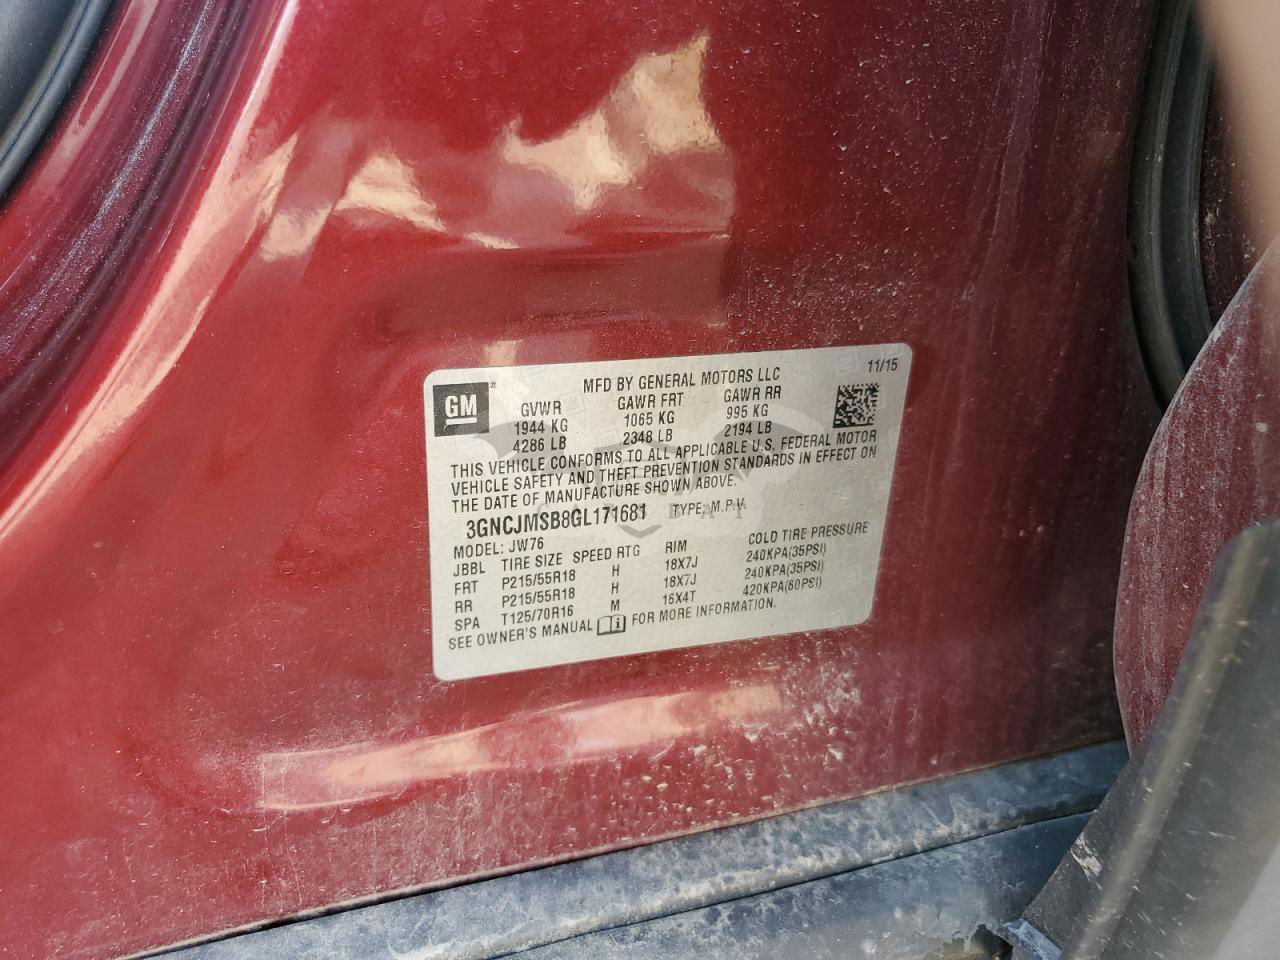 11/15
MFD BY GENERAL MOTORS LLC
GM
GVWR GAWR FRT GAWR RR
1944 KG 1065 KG 995 KG
4286 LB 2348 LB 2194 LB
THIS VEHICLE CONFORMS TO ALL APPLICABLE U.S. FEDERAL MOTOR
VEHICLE SAFETY AND THEFT PREVENTION STANDARDS IN EFFECT ON
THE DATE OF MANUFACTURE SHOWN ABOVE.
3GNCJMSB8GL171681 TYPE: M.P.V.
MODEL: JW76
JBBL TIRE SIZE SPEED RTG RIM COLD TIRE PRESSURE
FRT P215/55R18 H 18X7J 240KPA(35PSI)
RR P215/55R18 H 18X7J 240KPA(35PSI)
SPA T125/70R16 M 16X4T 420KPA(60PSI)
SEE OWNER'S MANUAL FOR MORE INFORMATION.